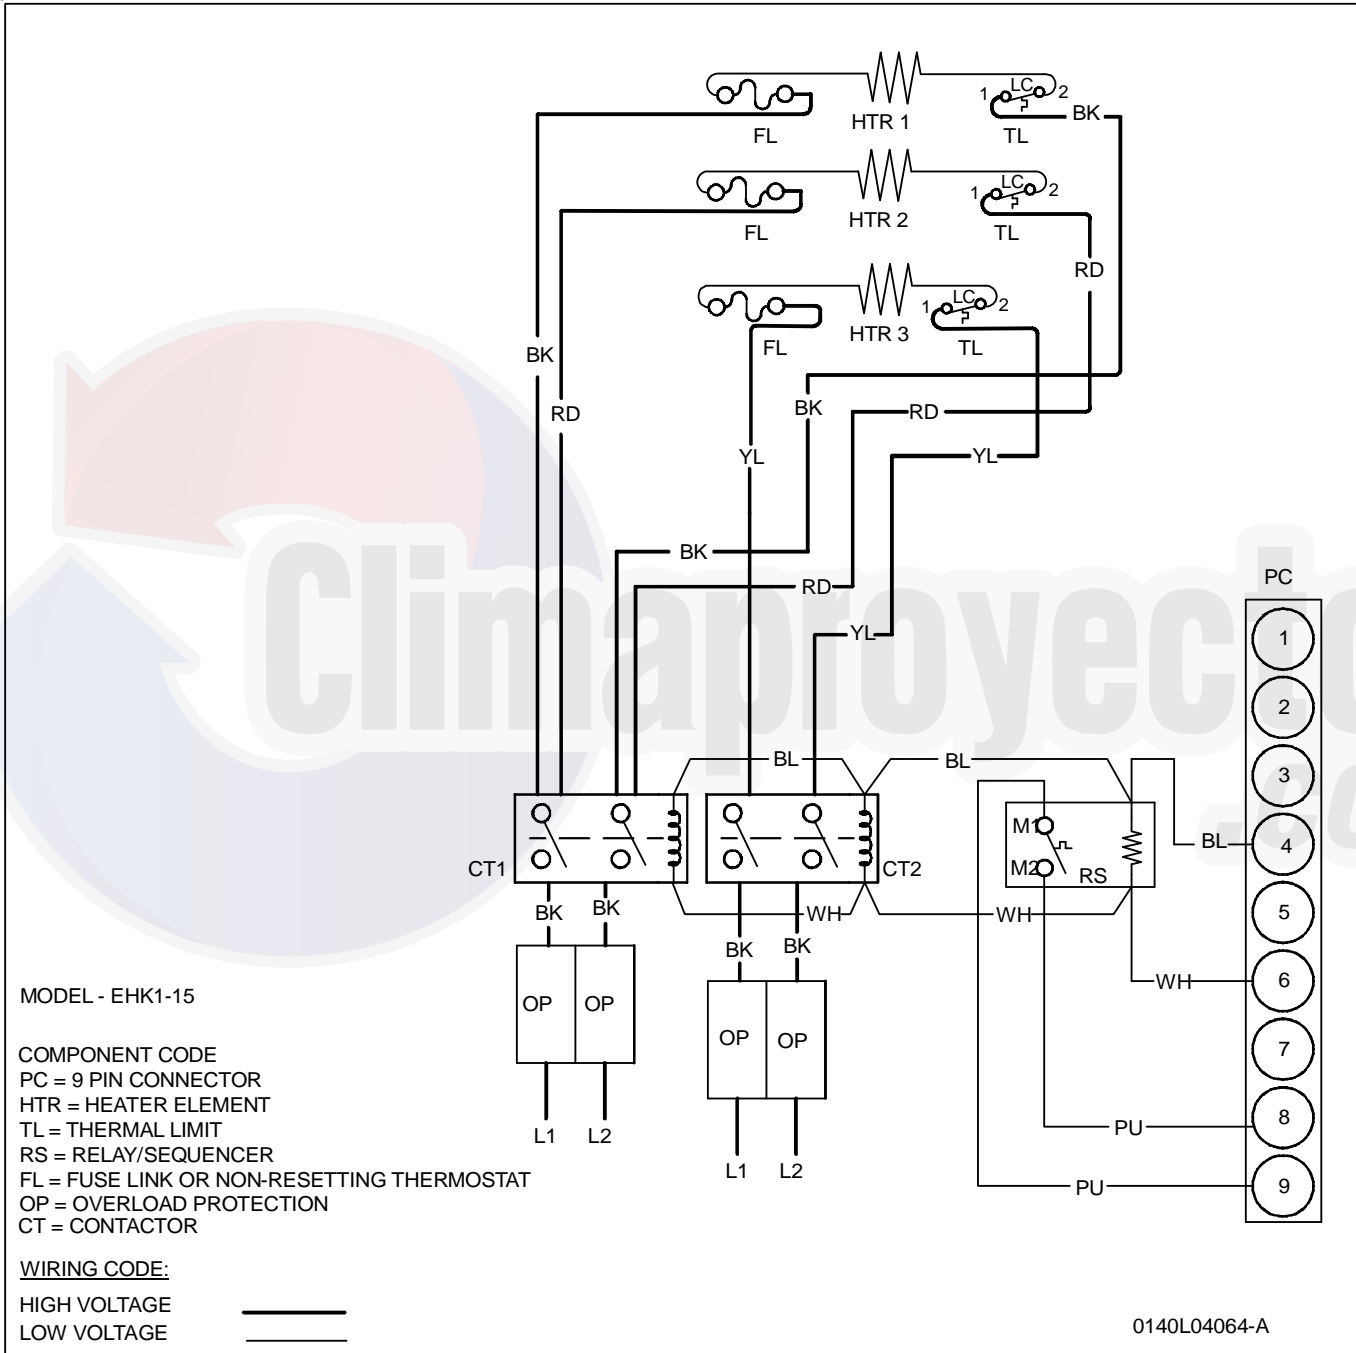 1 LC 2
BK
FL HTR 1 TL
1 LC 2
FL HTR 2 TL
RD
1 LC 2
FL HTR 3 TL
BK
BK
RD
RD
YL
YL
BK
RD
YL
Climaproyecto
.co
PC
1
2
3
4
5
6
7
8
9
BL
BL
M1
M2
RS
BL
CT1
CT2
WH
WH
WH
BK
BK
BK
BK
OP
OP
OP
OP
L1
L2
L1
L2
PU
PU
MODEL - EHK1-15
COMPONENT CODE
PC = 9 PIN CONNECTOR
HTR = HEATER ELEMENT
TL = THERMAL LIMIT
RS = RELAY/SEQUENCER
FL = FUSE LINK OR NON-RESETTING THERMOSTAT
OP = OVERLOAD PROTECTION
CT = CONTACTOR
WIRING CODE:
HIGH VOLTAGE
LOW VOLTAGE
0140L04064-A